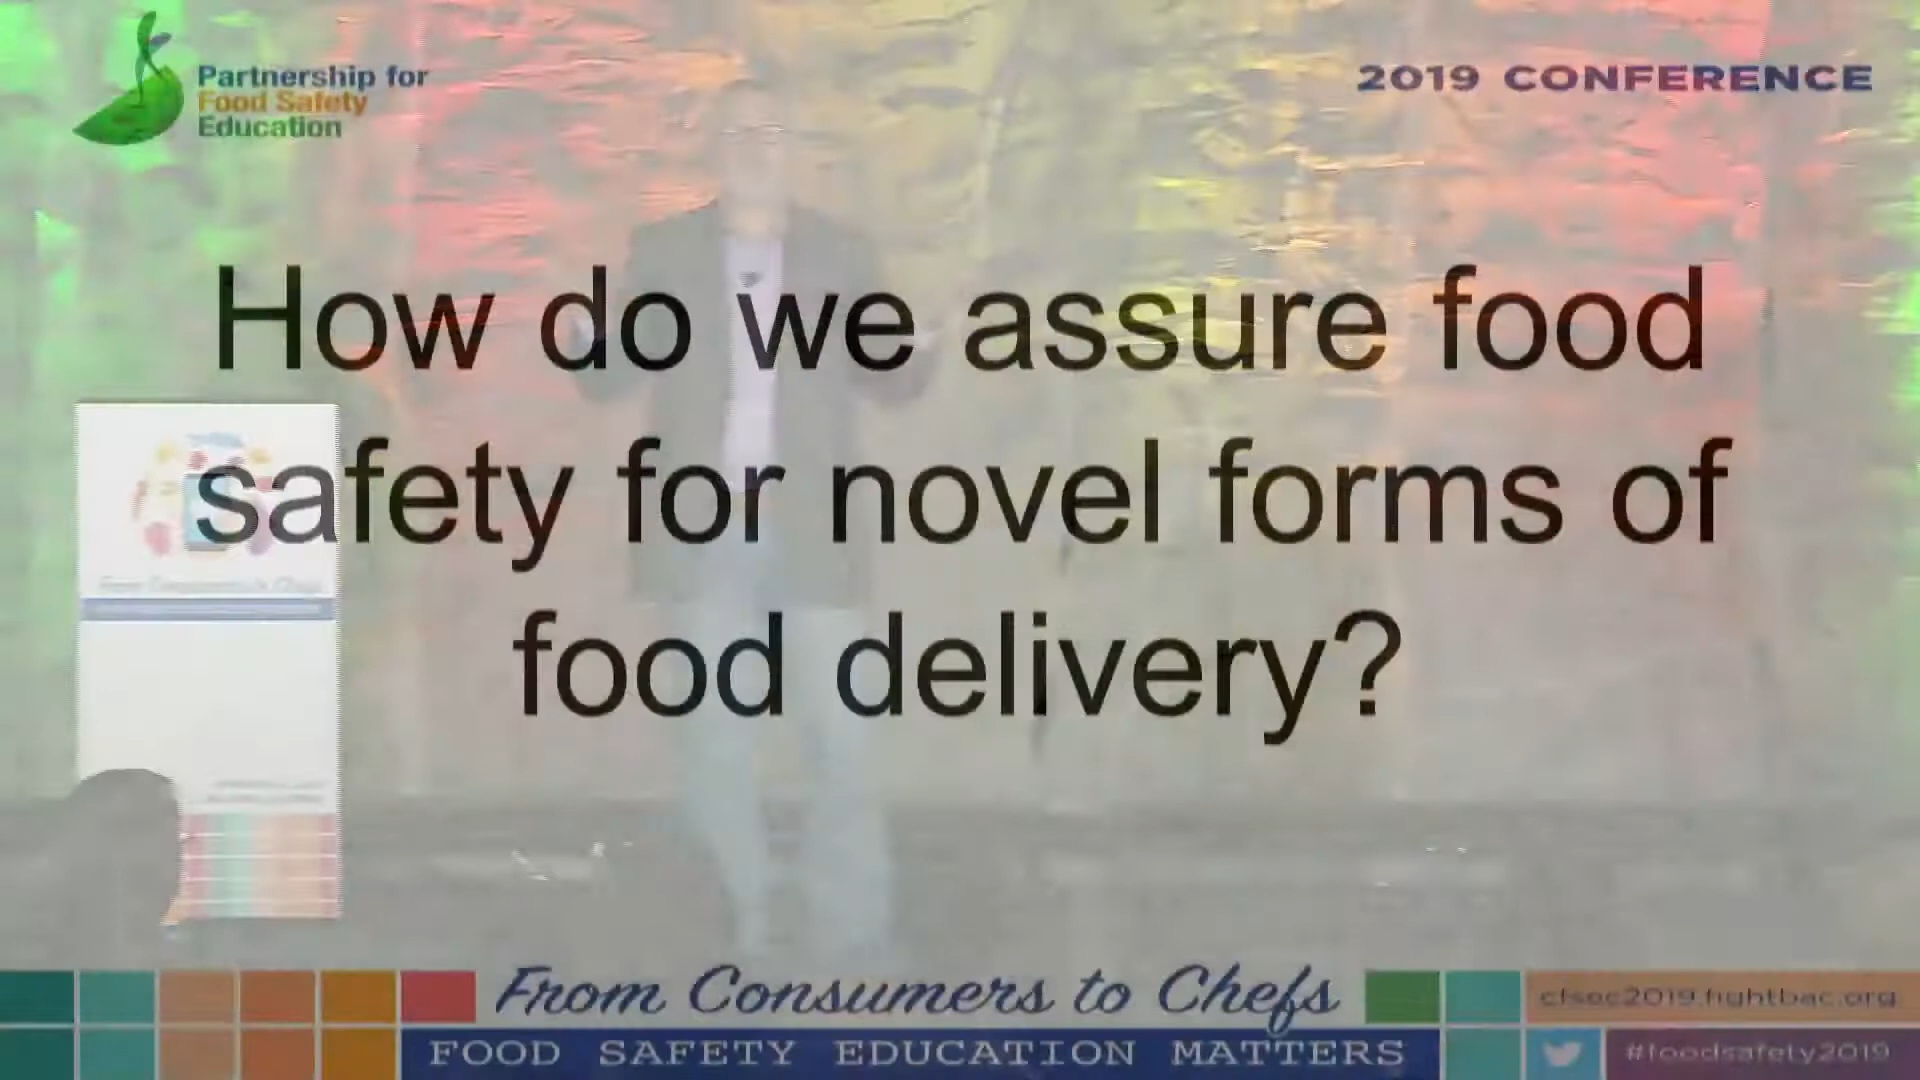 Partnership for
Food Safety
Education
2019 CONFERENCE
How do we assure food
safety for novel forms of
food delivery?
From Consumers to Chefs
FOOD SAFETY EDUCATION MATTERS
cfsec2019.fightbac.org
#foodsafety2019